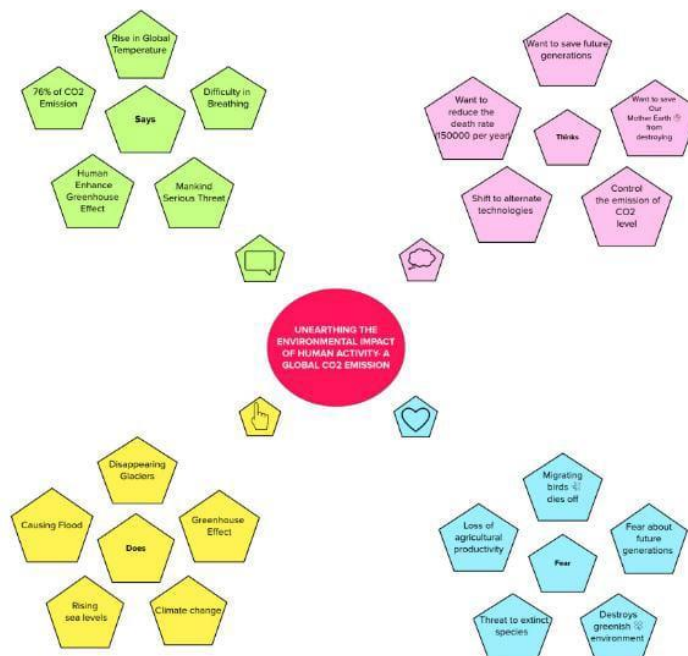 Rise in Global
Temperature
76% of CO2
Emission
Difficulty in
Breathing
Says
Human
Enhance
Greenhouse
Effect
Mankind
Serious Threat
Want to save future
generations
Want to
reduce the
death rate
(150000 per year)
Want to save
Our
Mother Earth
from
destroying
Thinks
Shift to alternate
technologies
Control
the emission of
CO2
level
UNEARTHING THE
ENVIRONMENTAL IMPACT
OF HUMAN ACTIVITY- A
GLOBAL CO2 EMISSION
Disappearing
Glaciers
Causing Flood
Greenhouse
Effect
Does
Rising
sea levels
Climate change
Migrating
birds
dies off
Loss of
agricultural
productivity
Fear about
future
generations
Fear
Threat to extinct
species
Destroys
greenish
environment